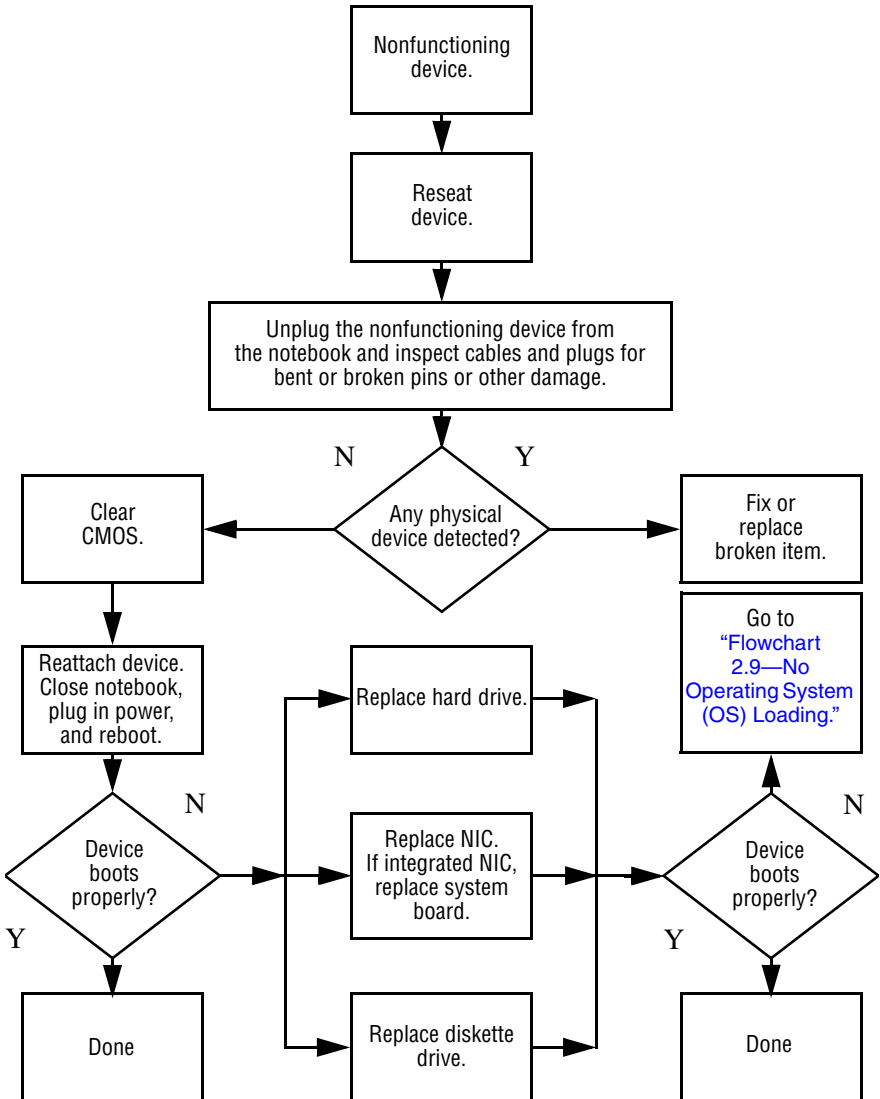 Nonfunctioning
device.
Reseat
device.
Unplug the nonfunctioning device from
the notebook and inspect cables and plugs for
bent or broken pins or other damage.
N
Y
Any physical
device detected?
Clear
CMOS.
Fix or
replace
broken item.
Reattach device.
Close notebook,
plug in power,
and reboot.
Replace hard drive.
Go to
“Flowchart
2.9—No
Operating System
(OS) Loading.”
N
Device
boots
properly?
Y
Replace NIC.
If integrated NIC,
replace system
board.
N
Device
boots
properly?
Y
Done
Replace diskette
drive.
Done